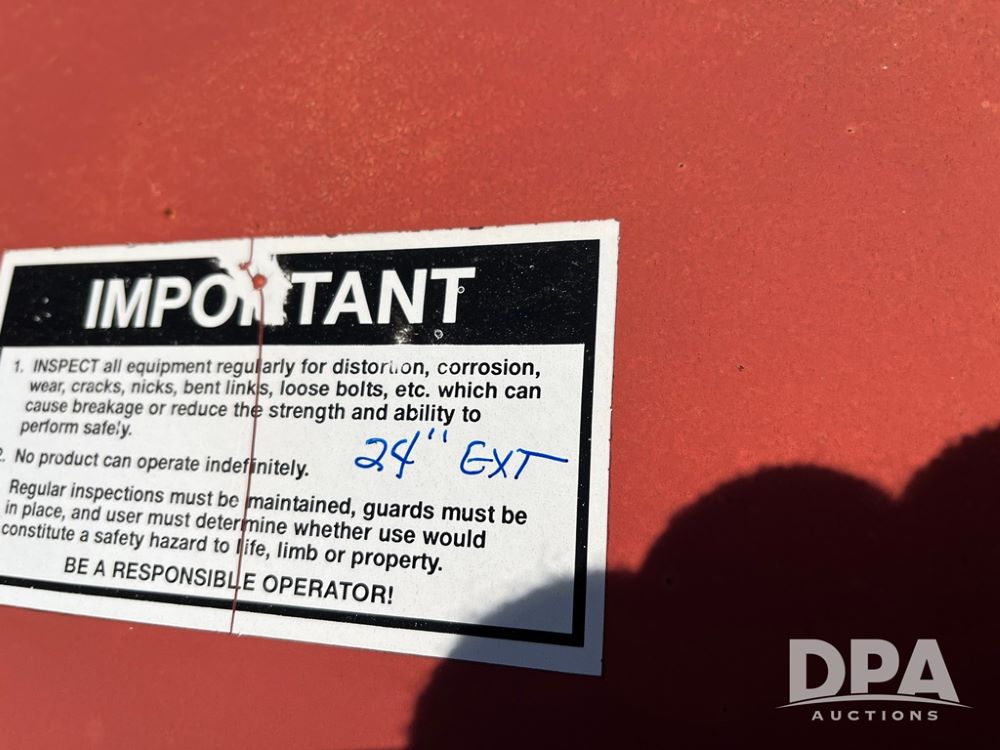 IMPORTANT
1. INSPECT all equipment regularly for distortion, corrosion,
wear, cracks, nicks, bent links, loose bolts, etc. which can
cause breakage or reduce the strength and ability to
perform safely.
2. No product can operate indefinitely.
24" EXT
Regular inspections must be maintained, guards must be
in place, and user must determine whether use would
constitute a safety hazard to life, limb or property.
BE A RESPONSIBLE OPERATOR!
DPA
AUCTIONS